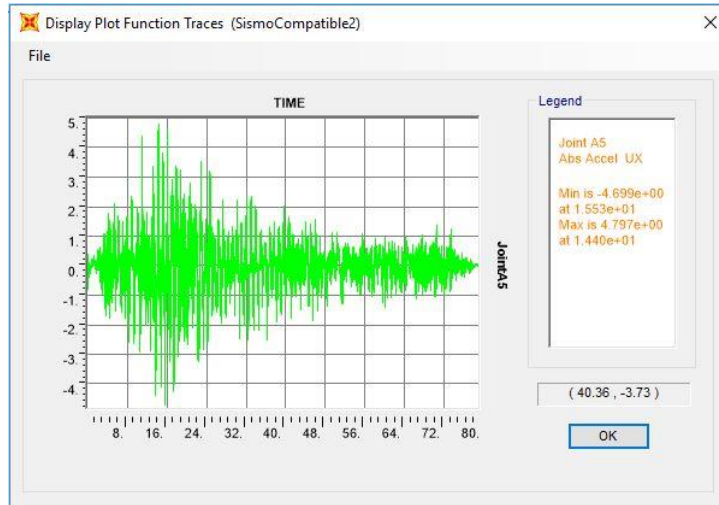 Display Plot Function Traces (SismoCompatible2)
File
TIME
5.
4.
3.
2.
1.
0.
-1.
-2.
-3.
-4.
8. 16. 24. 32. 40. 48. 56. 64. 72. 80.
JointA5
Legend
Joint A5
Abs Accel UX
Min is -4.699e+00
at 1.553e+01
Max is 4.797e+00
at 1.440e+01
( 40.36 , -3.73 )
OK